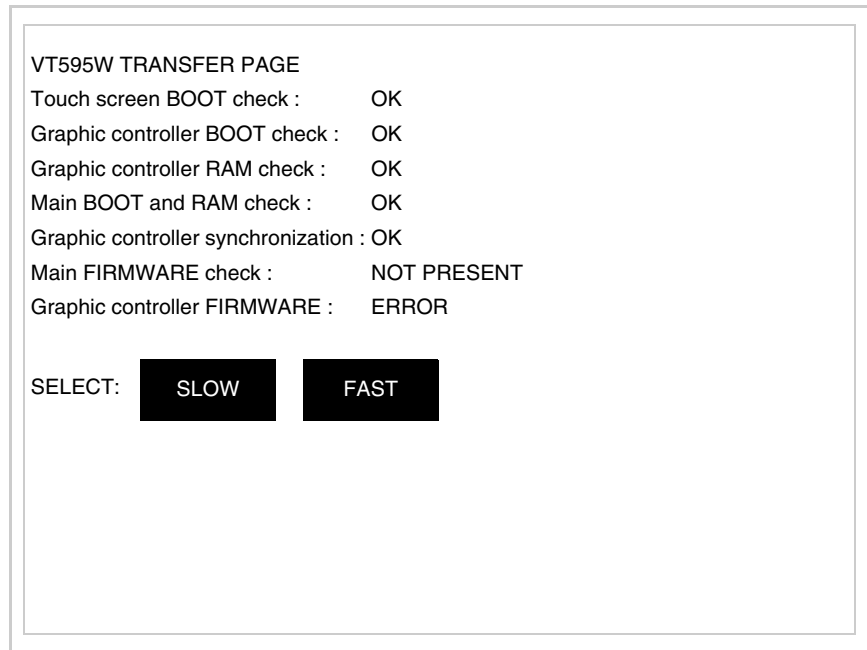 VT595W TRANSFER PAGE
Touch screen BOOT check : OK
Graphic controller BOOT check : OK
Graphic controller RAM check : OK
Main BOOT and RAM check : OK
Graphic controller synchronization : OK
Main FIRMWARE check : NOT PRESENT
Graphic controller FIRMWARE : ERROR
SELECT: SLOW FAST